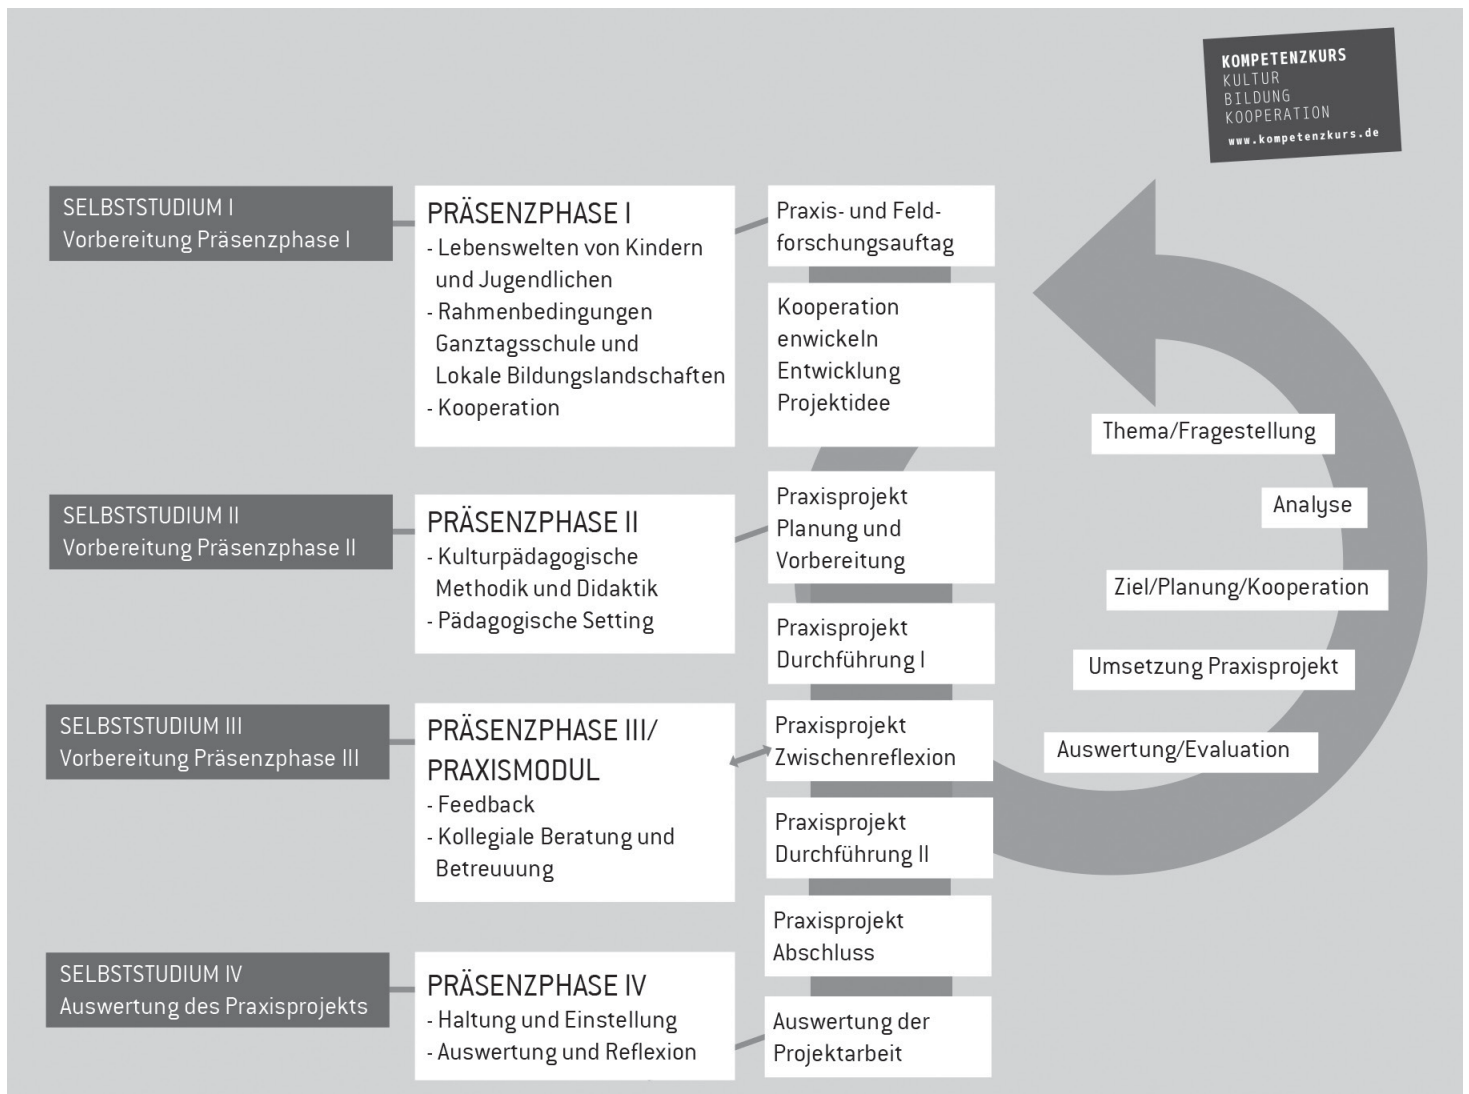 KOMPETENZKURS
KULTUR
BILDUNG
KOOPERATION
www.kompetenzkurs.de
SELBSTSTUDIUM I
Vorbereitung Präsenzphase I
PRÄSENZPHASE I
- Lebenswelten von Kindern
und Jugendlichen
- Rahmenbedingungen
Ganztagsschule und
Lokale Bildungslandschaften
- Kooperation
Praxis- und Feld-
forschungsauftag
Kooperation
enwickeln
Entwicklung
Projektidee
SELBSTSTUDIUM II
Vorbereitung Präsenzphase II
PRÄSENZPHASE II
- Kulturpädagogische
Methodik und Didaktik
- Pädagogische Setting
Praxisprojekt
Planung und
Vorbereitung
Praxisprojekt
Durchführung I
SELBSTSTUDIUM III
Vorbereitung Präsenzphase III
PRÄSENZPHASE III/
PRAXISMODUL
- Feedback
- Kollegiale Beratung und
Betreuuung
Praxisprojekt
Zwischenreflexion
Praxisprojekt
Durchführung II
Praxisprojekt
Abschluss
SELBSTSTUDIUM IV
Auswertung des Praxisprojekts
PRÄSENZPHASE IV
- Haltung und Einstellung
- Auswertung und Reflexion
Auswertung der
Projektarbeit
Thema/Fragestellung
Analyse
Ziel/Planung/Kooperation
Umsetzung Praxisprojekt
Auswertung/Evaluation